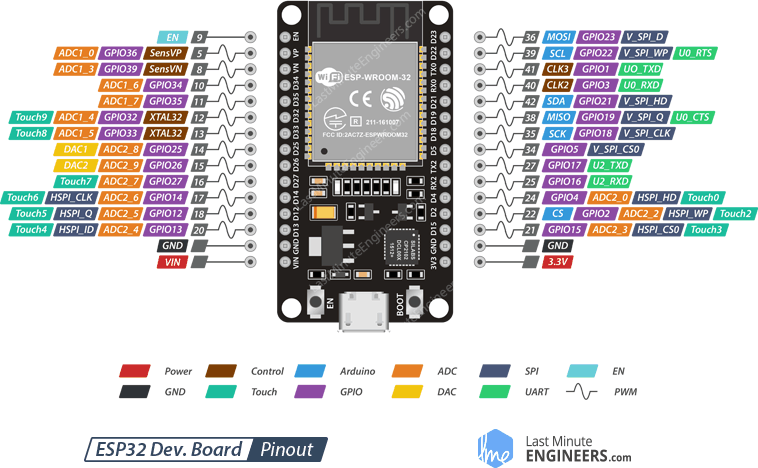 EN 9
ADC1_0 GPIO36 SensVP 5
ADC1_3 GPIO39 SensVN 8
ADC1_6 GPIO34 10
ADC1_7 GPIO35 11
Touch9 ADC1_4 GPIO32 XTAL32 12
Touch8 ADC1_5 GPIO33 XTAL32 13
DAC1 ADC2_8 GPIO25 14
DAC2 ADC2_9 GPIO26 15
Touch7 ADC2_7 GPIO27 16
Touch6 HSPI_CLK ADC2_6 GPIO14 17
Touch5 HSPI_Q ADC2_5 GPIO12 18
Touch4 HSPI_ID ADC2_4 GPIO13 20
GND
VIN
EN VP VN D34 D35 D32 D33 D25 D26 D27 D14 D12 D13 GND VIN
WiFi ESP-WROOM-32
CE
R 211-161007
FCC ID:2AC7Z-ESPWROOM32
SILABS
CP2102
EN
BOOT
D23 D22 TX0 RX0 D21 D19 D18 D5 TX2 RX2 D4 D2 D15 GND 3V3
LastMinuteEngineers.com
36 MOSI GPIO23 V_SPI_D
39 SCL GPIO22 V_SPI_WP U0_RTS
41 CLK3 GPIO1 UO_TXD
40 CLK2 GPIO3 U0_RXD
42 SDA GPIO21 V_SPI_HD
38 MISO GPIO19 V_SPI_Q U0_CTS
35 SCK GPIO18 V_SPI_CLK
34 GPIO5 V_SPI_CS0
27 GPIO17 U2_TXD
25 GPIO16 U2_RXD
24 GPIO4 ADC2_0 HSPI_HD Touch0
22 CS GPIO2 ADC2_2 HSPI_WP Touch2
21 GPIO15 ADC2_3 HSPI_CS0 Touch3
GND
3.3V
Power Control Arduino ADC SPI EN
GND Touch GPIO DAC UART PWM
ESP32 Dev. Board Pinout
lme Last Minute
ENGINEERS.com